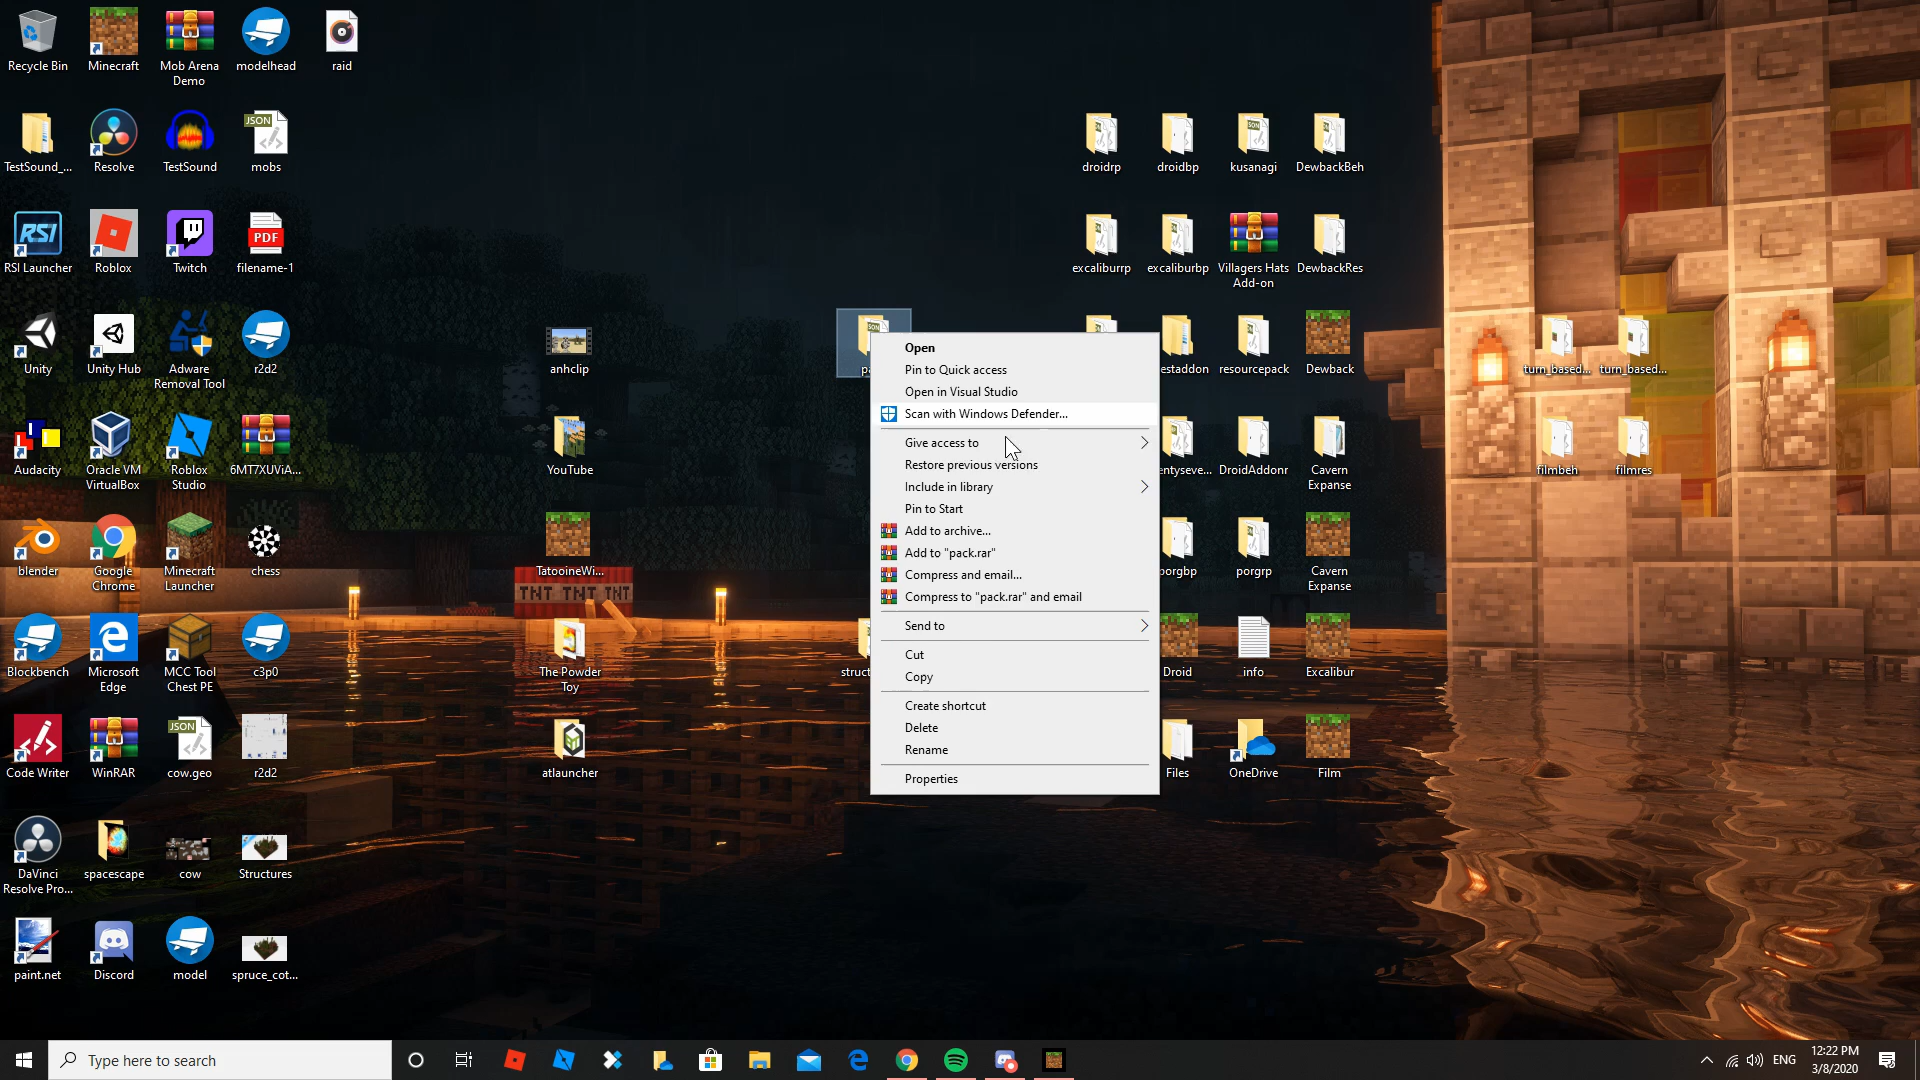 Recycle Bin
Minecraft
Mob Arena
Demo
modelhead
raid
TestSound_...
Resolve
TestSound
JSON
mobs
droidrp
droidbp
kusanagi
DewbackBeh
RSI
RSI Launcher
Roblox
Twitch
PDF
filename-1
excaliburrp
excaliburbp
Villagers Hats
Add-on
DewbackRes
Unity
Unity Hub
Adware
Removal Tool
r2d2
anhclip
pa
estaddon
resourcepack
Dewback
turn_based...
turn_based...
Open
Pin to Quick access
Open in Visual Studio
Scan with Windows Defender...
Give access to
Restore previous versions
Include in library
Pin to Start
Add to archive...
Add to "pack.rar"
Compress and email...
Compress to "pack.rar" and email
Send to
Cut
Copy
Create shortcut
Delete
Rename
Properties
Audacity
Oracle VM
VirtualBox
Roblox
Studio
6MT7XUViA...
YouTube
entyseve...
DroidAddonr
Cavern
Expanse
filmbeh
filmres
blender
Google
Chrome
Minecraft
Launcher
chess
TatooineWi...
TNT TNT TNT
porgbp
porgrp
Cavern
Expanse
Blockbench
Microsoft
Edge
MCC Tool
Chest PE
c3p0
The Powder
Toy
struct
Droid
info
Excalibur
Code Writer
WinRAR
JSON
cow.geo
r2d2
atlauncher
Files
OneDrive
Film
DaVinci
Resolve Pro...
spacescape
cow
Structures
paint.net
Discord
model
spruce_cot...
Type here to search
ENG
12:22 PM
3/8/2020